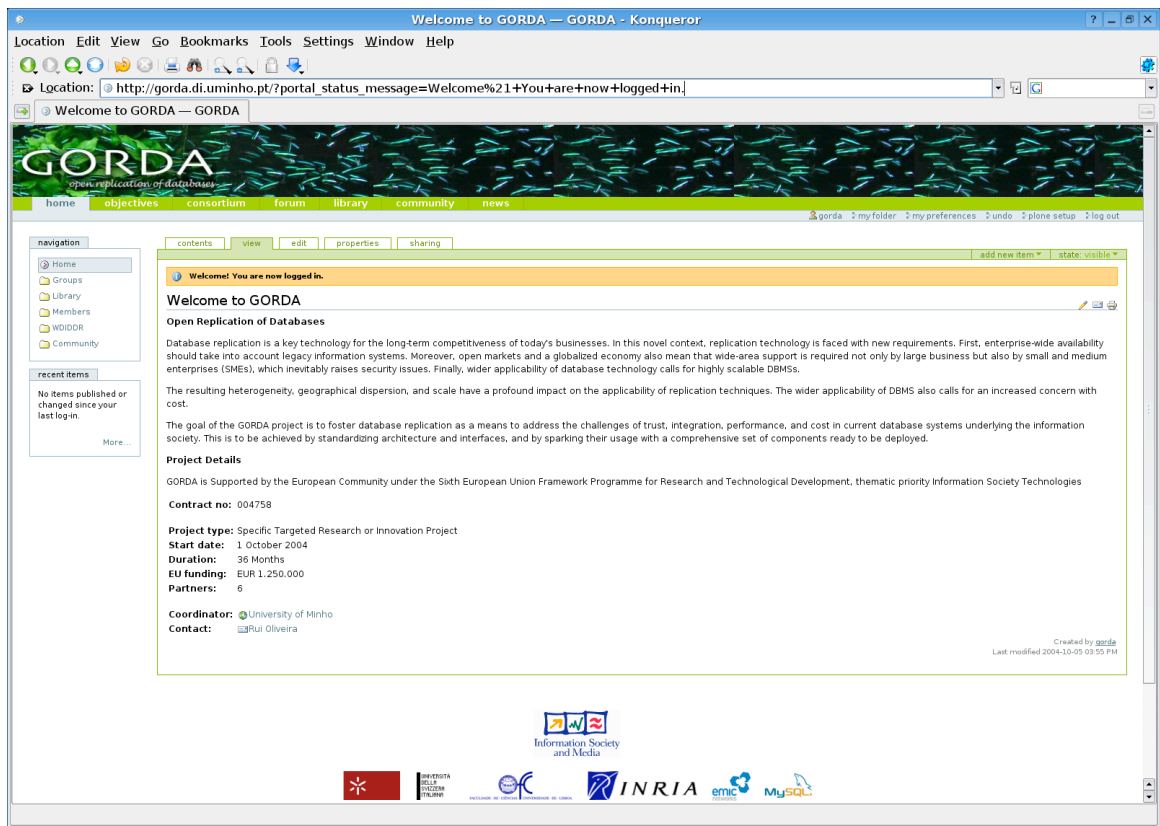 Welcome to GORDA — GORDA - Konqueror
Location Edit View Go Bookmarks Tools Settings Window Help
Location: http://gorda.di.uminho.pt/?portal_status_message=Welcome%21+You+are+now+logged+in.
Welcome to GORDA — GORDA
GORDA
open replication of databases
home objectives consortium forum library community news
gorda my folder my preferences undo plone setup log out
navigation
Home
Groups
Library
Members
WDIDDR
Community
recent items
No items published or
changed since your
last log-in.
More...
contents view edit properties sharing
add new item state: visible
Welcome! You are now logged in.
Welcome to GORDA
Open Replication of Databases
Database replication is a key technology for the long-term competitiveness of today's businesses. In this novel context, replication technology is faced with new requirements. First, enterprise-wide availability
should take into account legacy information systems. Moreover, open markets and a globalized economy also mean that wide-area support is required not only by large business but also by small and medium
enterprises (SMEs), which inevitably raises security issues. Finally, wider applicability of database technology calls for highly scalable DBMSs.
The resulting heterogeneity, geographical dispersion, and scale have a profound impact on the applicability of replication techniques. The wider applicability of DBMS also calls for an increased concern with
cost.
The goal of the GORDA project is to foster database replication as a means to address the challenges of trust, integration, performance, and cost in current database systems underlying the information
society. This is to be achieved by standardizing architecture and interfaces, and by sparking their usage with a comprehensive set of components ready to be deployed.
Project Details
GORDA is Supported by the European Community under the Sixth European Union Framework Programme for Research and Technological Development, thematic priority Information Society Technologies
Contract no: 004758
Project type: Specific Targeted Research or Innovation Project
Start date: 1 October 2004
Duration: 36 Months
EU funding: EUR 1.250.000
Partners: 6
Coordinator: University of Minho
Contact: Rui Oliveira
Created by gorda
Last modified 2004-10-05 03:55 PM
Information Society
and Media
UNIVERSITÀ
DELLA
SVIZZERA
ITALIANA
FACULDADE DE CIÊNCIAS UNIVERSIDADE DE LISBOA
INRIA
emic
networks
MySQL